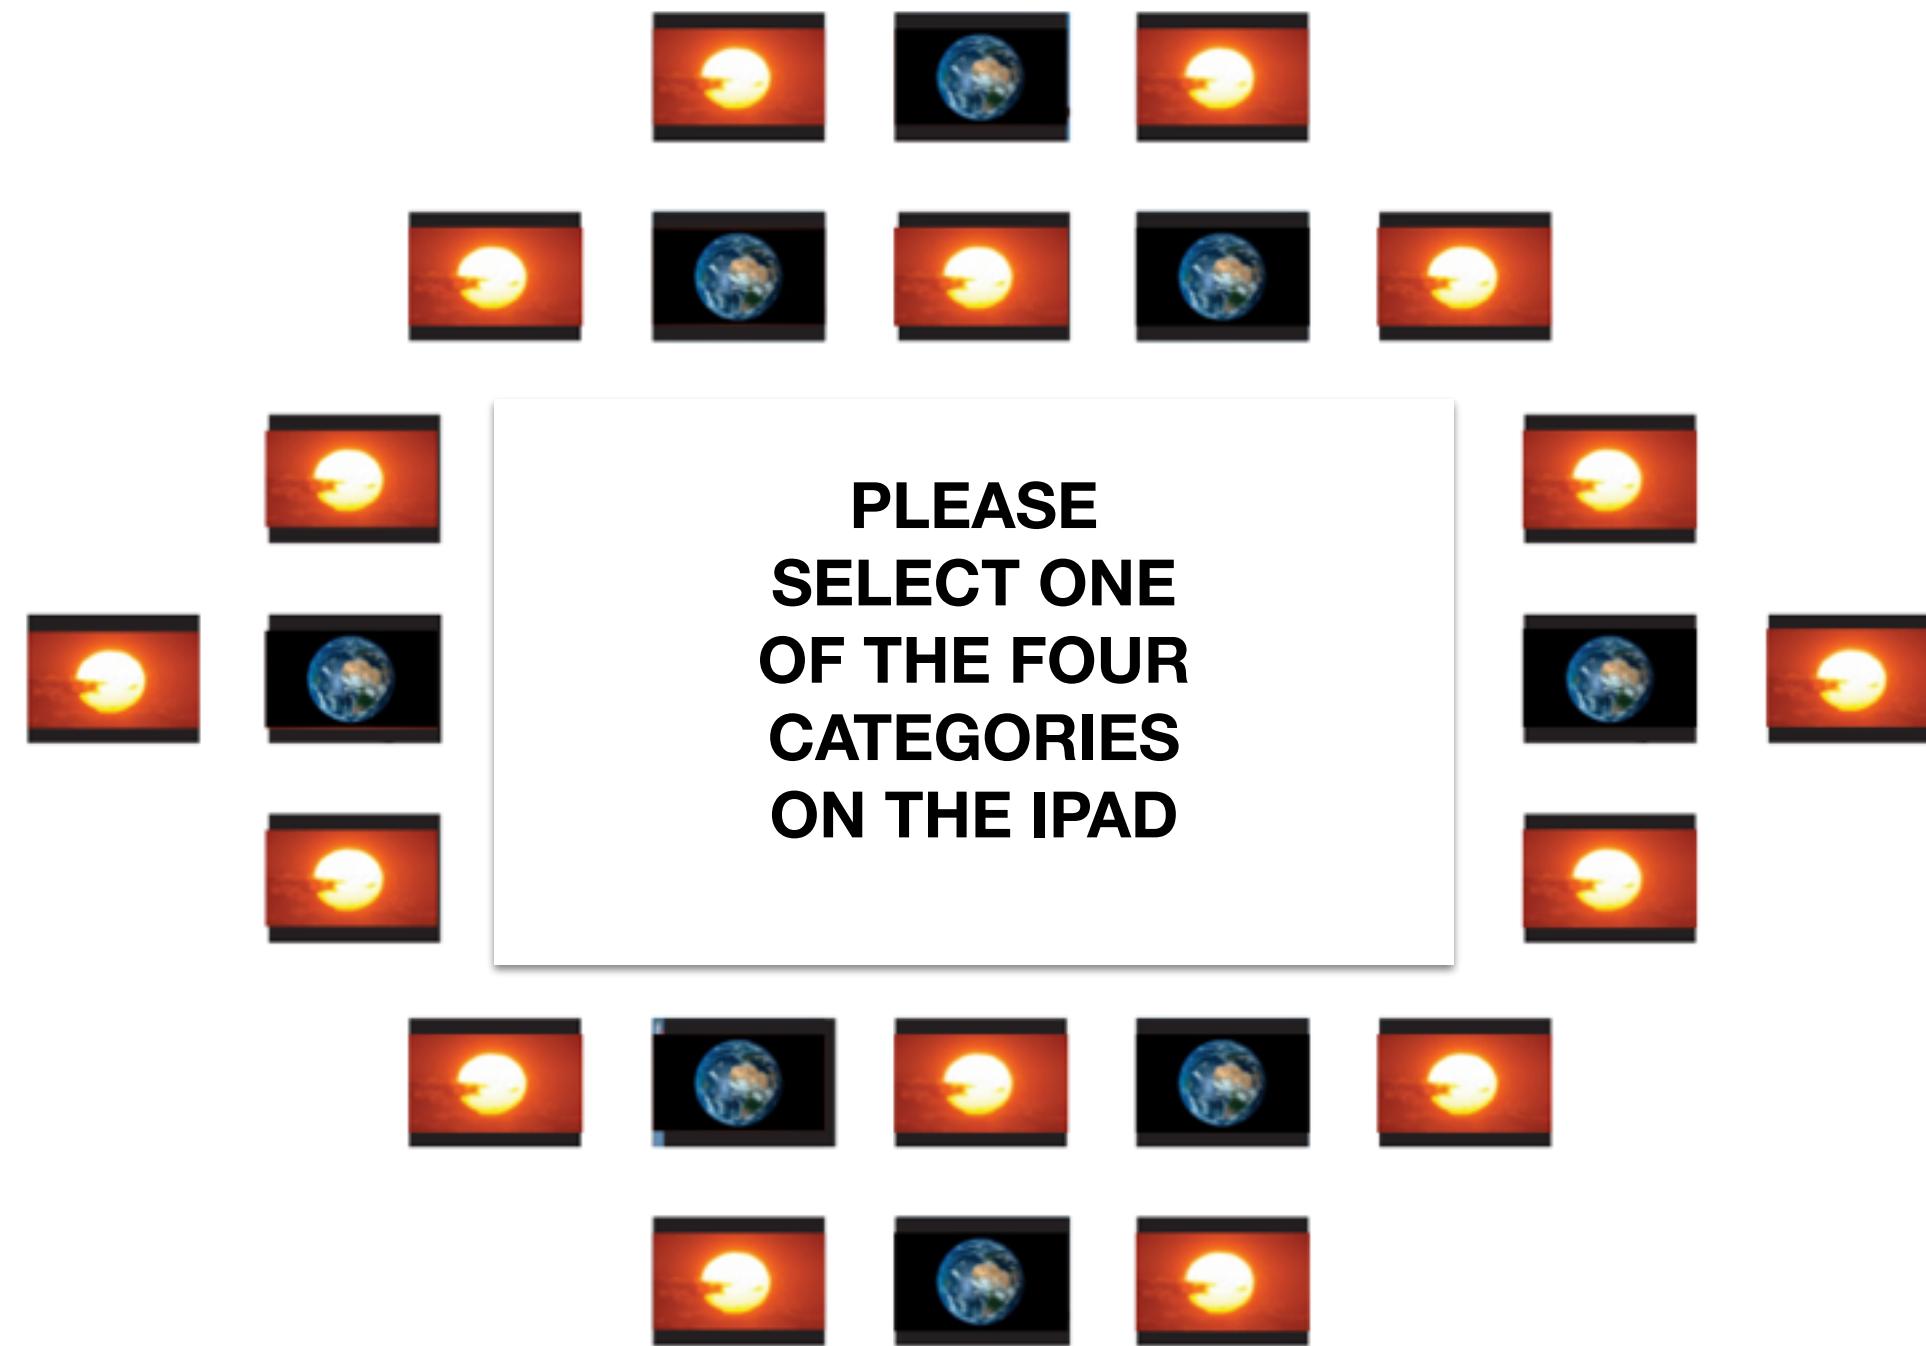 PLEASE
SELECT ONE
OF THE FOUR
CATEGORIES
ON THE IPAD